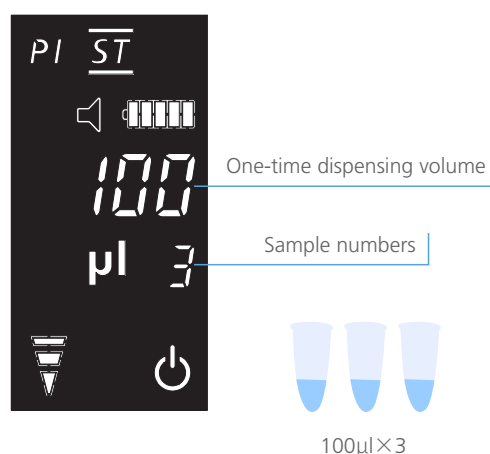 PI ST
100
One-time dispensing volume
µl 3
Sample numbers
100µl×3